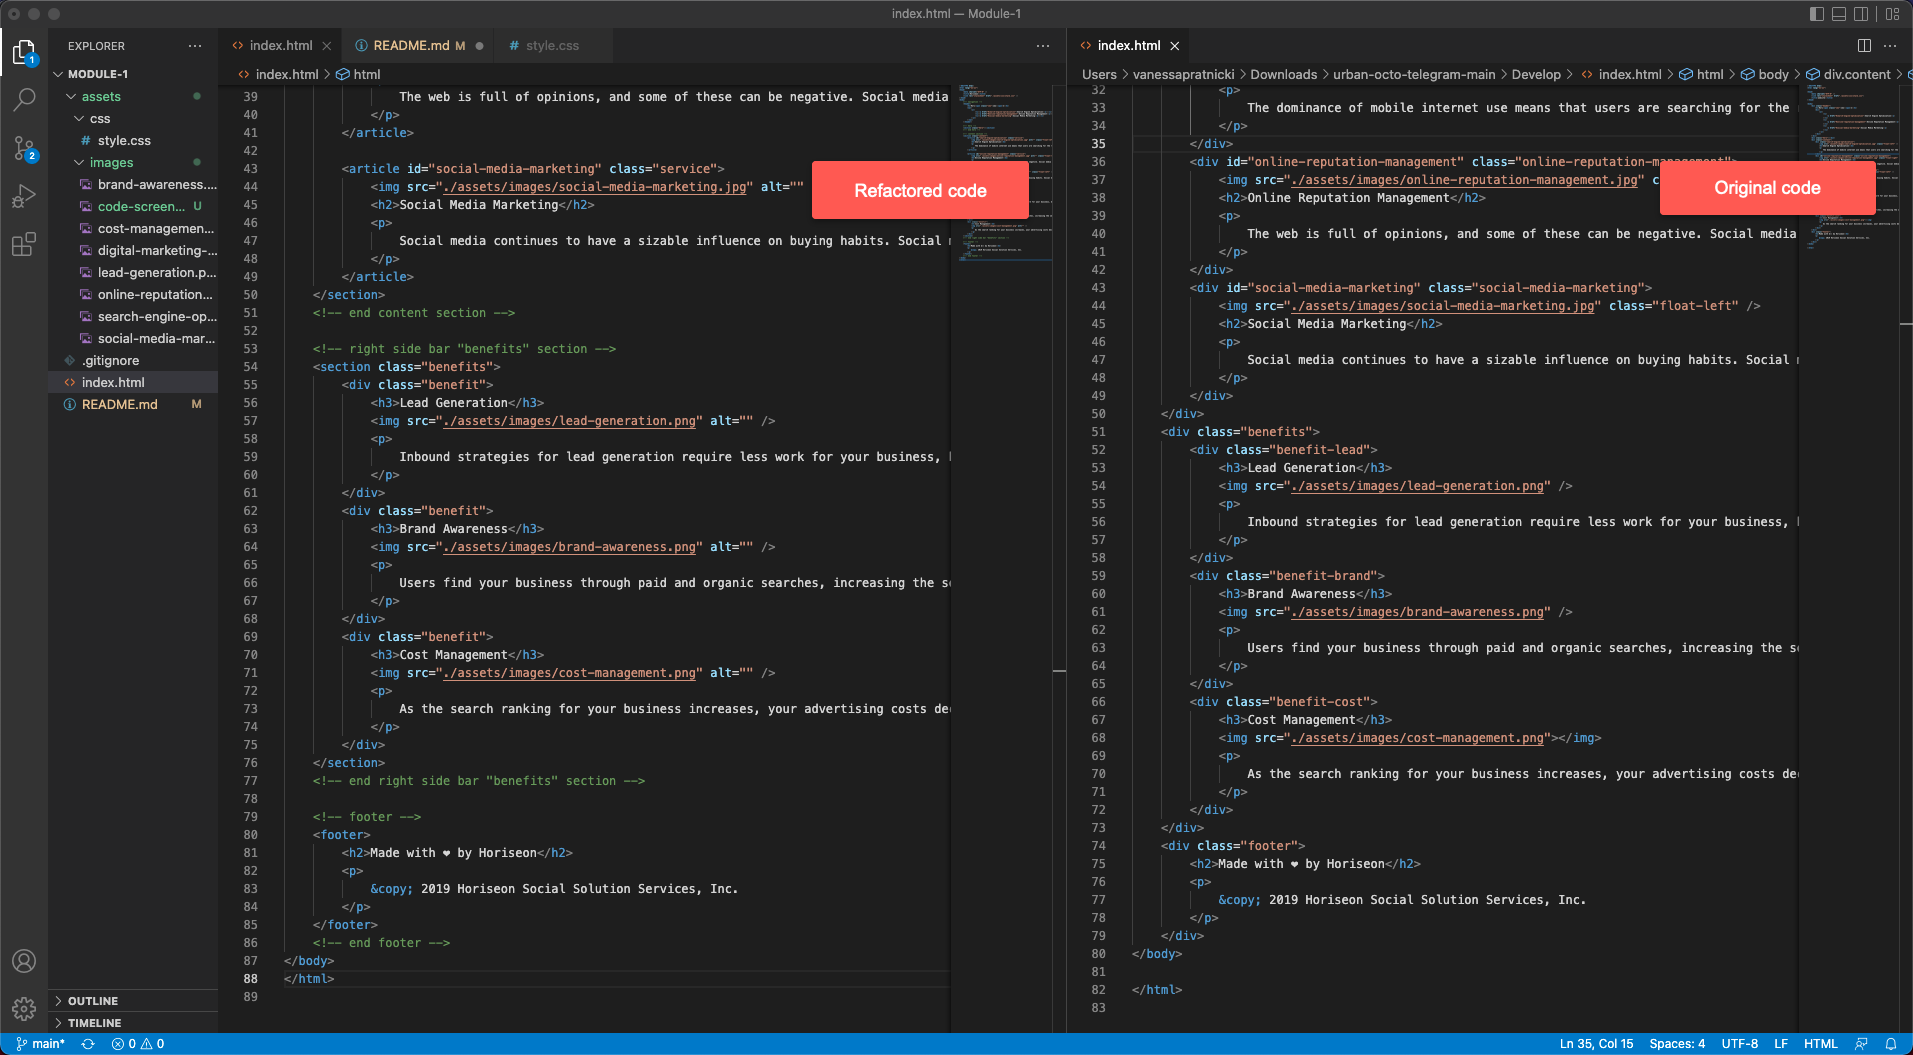 index.html — Module-1
EXPLORER
MODULE-1
assets
css
# style.css
images
brand-awareness....
code-screen... U
cost-managemen...
digital-marketing-...
lead-generation.p...
online-reputation...
search-engine-op...
social-media-mar...
.gitignore
<> index.html
README.md M
OUTLINE
TIMELINE
1
2
<> index.html
README.md M
# style.css
<> index.html > html
39 The web is full of opinions, and some of these can be negative. Social media
40 </p>
41 </article>
42
43 <article id="social-media-marketing" class="service">
44 <img src="./assets/images/social-media-marketing.jpg" alt=""
45 <h2>Social Media Marketing</h2>
46 <p>
47 Social media continues to have a sizable influence on buying habits. Social
48 </p>
49 </article>
50 </section>
51 <!-- end content section -->
52
53 <!-- right side bar "benefits" section -->
54 <section class="benefits">
55 <div class="benefit">
56 <h3>Lead Generation</h3>
57 <img src="./assets/images/lead-generation.png" alt="" />
58 <p>
59 Inbound strategies for lead generation require less work for your business,
60 </p>
61 </div>
62 <div class="benefit">
63 <h3>Brand Awareness</h3>
64 <img src="./assets/images/brand-awareness.png" alt="" />
65 <p>
66 Users find your business through paid and organic searches, increasing the
67 </p>
68 </div>
69 <div class="benefit">
70 <h3>Cost Management</h3>
71 <img src="./assets/images/cost-management.png" alt="" />
72 <p>
73 As the search ranking for your business increases, your advertising costs
74 </p>
75 </div>
76 </section>
77 <!-- end right side bar "benefits" section -->
78
79 <!-- footer -->
80 <footer>
81 <h2>Made with ❤ by Horiseon</h2>
82 <p>
83 &copy; 2019 Horiseon Social Solution Services, Inc.
84 </p>
85 </footer>
86 <!-- end footer -->
87 </body>
88 </html>
89
Refactored code
<> index.html
Users > vanessapratnicki > Downloads > urban-octo-telegram-main > Develop > <> index.html > html > body > div.content >
32 <p>
33 The dominance of mobile internet use means that users are searching for the
34 </p>
35 </div>
36 <div id="online-reputation-management" class="online-reputation-management">
37 <img src="./assets/images/online-reputation-management.jpg" c
38 <h2>Online Reputation Management</h2>
39 <p>
40 The web is full of opinions, and some of these can be negative. Social media
41 </p>
42 </div>
43 <div id="social-media-marketing" class="social-media-marketing">
44 <img src="./assets/images/social-media-marketing.jpg" class="float-left" />
45 <h2>Social Media Marketing</h2>
46 <p>
47 Social media continues to have a sizable influence on buying habits. Social
48 </p>
49 </div>
50 </div>
51 <div class="benefits">
52 <div class="benefit-lead">
53 <h3>Lead Generation</h3>
54 <img src="./assets/images/lead-generation.png" />
55 <p>
56 Inbound strategies for lead generation require less work for your business,
57 </p>
58 </div>
59 <div class="benefit-brand">
60 <h3>Brand Awareness</h3>
61 <img src="./assets/images/brand-awareness.png" />
62 <p>
63 Users find your business through paid and organic searches, increasing the
64 </p>
65 </div>
66 <div class="benefit-cost">
67 <h3>Cost Management</h3>
68 <img src="./assets/images/cost-management.png"></img>
69 <p>
70 As the search ranking for your business increases, your advertising costs
71 </p>
72 </div>
73 </div>
74 <div class="footer">
75 <h2>Made with ❤ by Horiseon</h2>
76 <p>
77 &copy; 2019 Horiseon Social Solution Services, Inc.
78 </p>
79 </div>
80 </body>
81
82 </html>
83
Original code
main* 0 0
Ln 35, Col 15 Spaces: 4 UTF-8 LF HTML